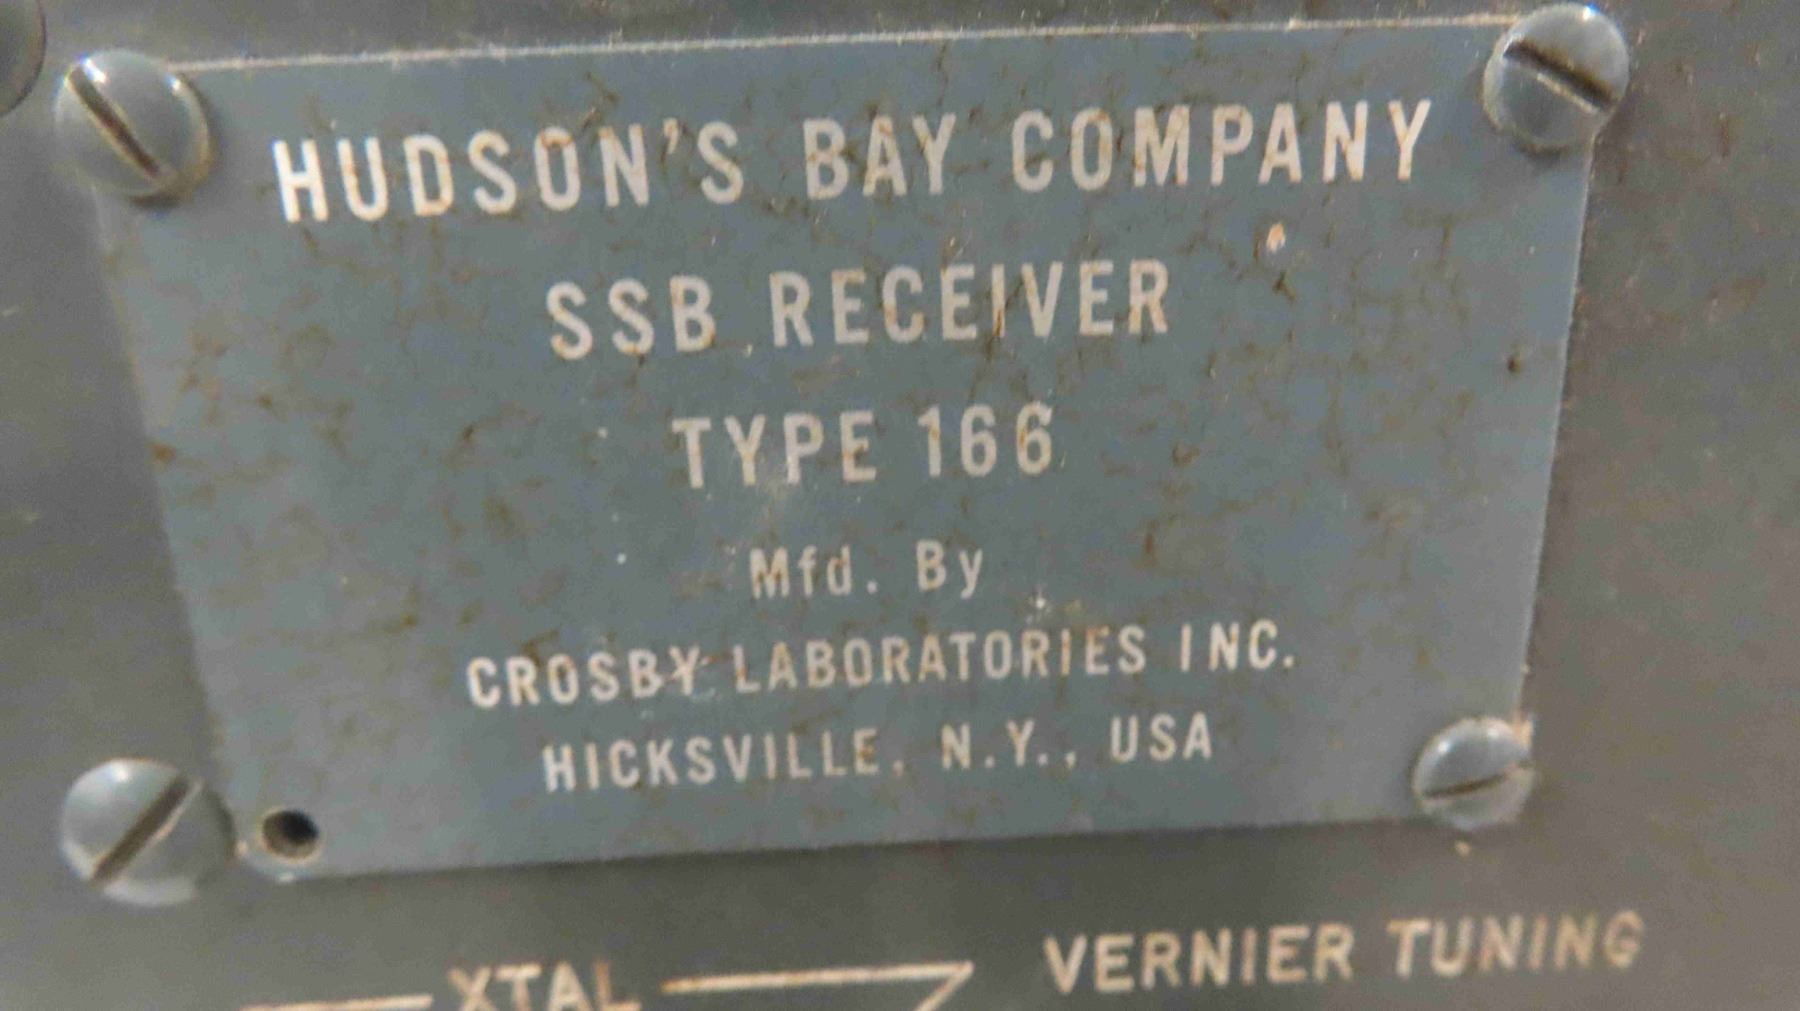 HUDSON'S BAY COMPANY
SSB RECEIVER
TYPE 166
Mfd. By
CROSBY LABORATORIES INC.
HICKSVILLE, N.Y., USA
XTAL
VERNIER TUNING